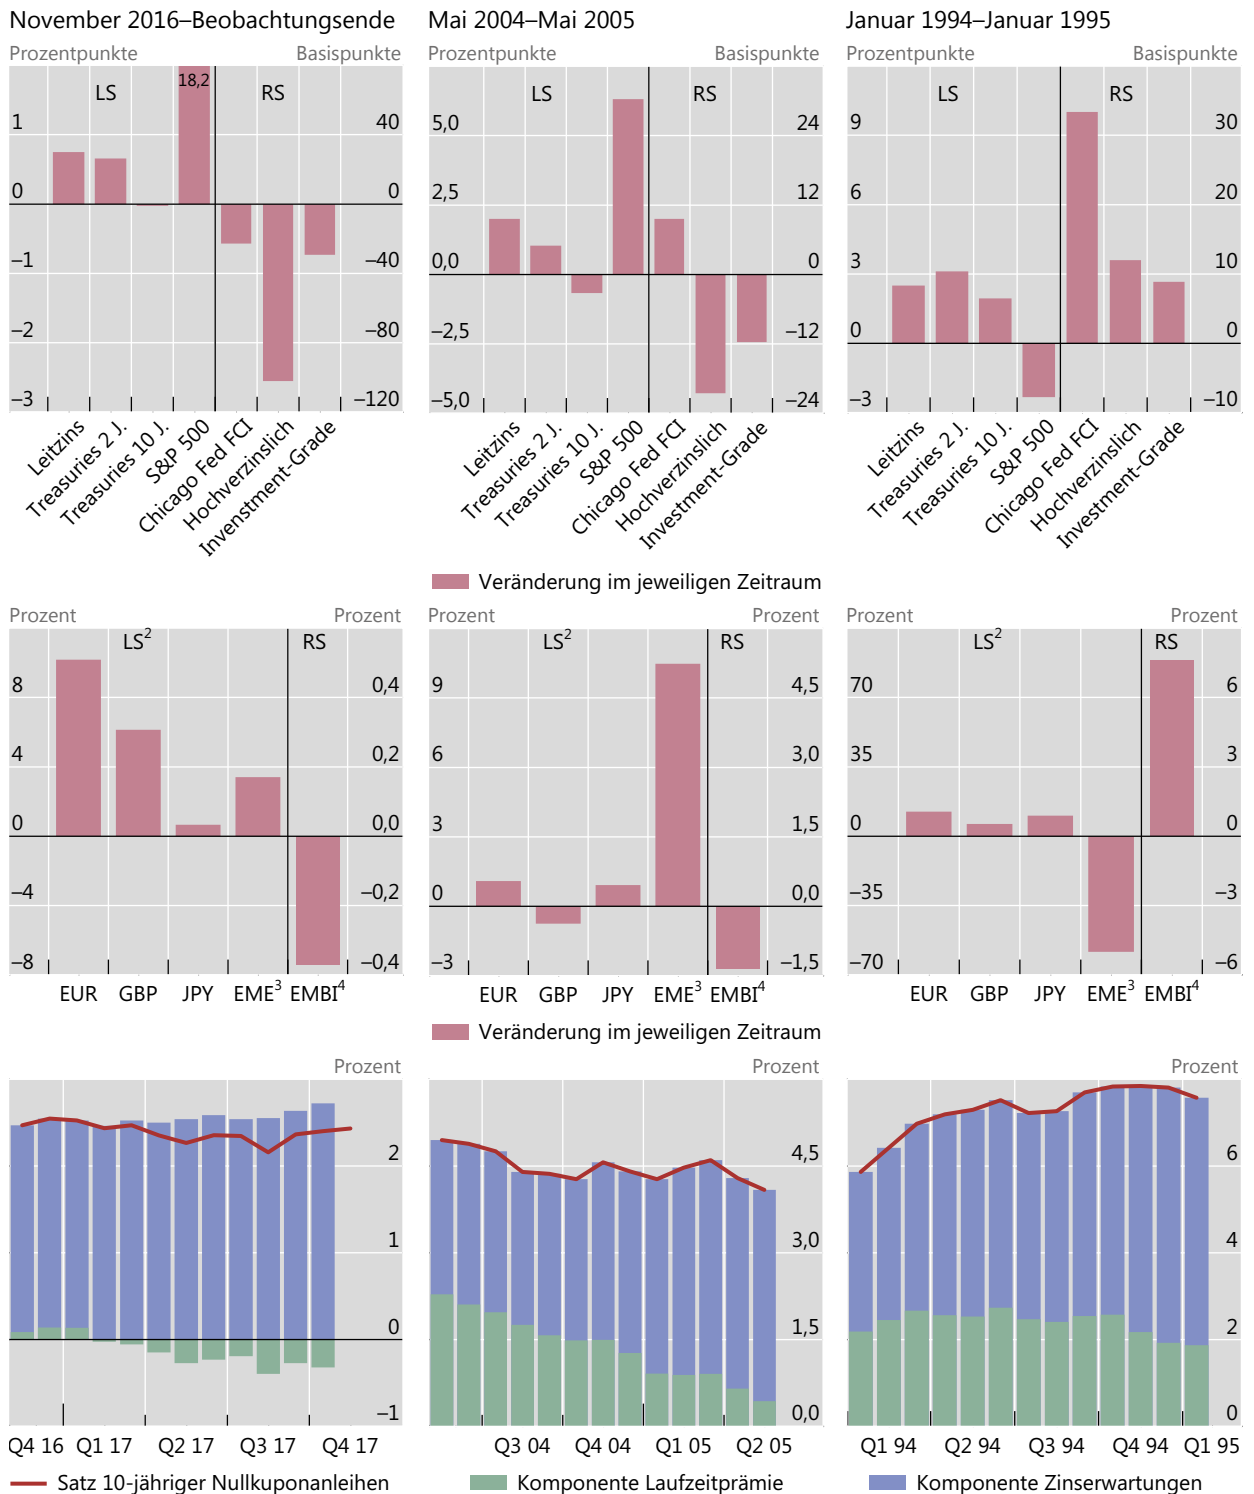 November 2016–Beobachtungsende
Mai 2004–Mai 2005
Januar 1994–Januar 1995
Prozentpunkte Basispunkte
Prozentpunkte Basispunkte
Prozentpunkte Basispunkte
18,2
LS RS
1 40
0 0
–1 –40
–2 –80
–3 –120
Leitzins
Treasuries 2 J.
Treasuries 10 J.
S&P 500
Chicago Fed FCI
Hochverzinslich
Invenstment-Grade
LS RS
5,0 24
2,5 12
0,0 0
–2,5 –12
–5,0 –24
Leitzins
Treasuries 2 J.
Treasuries 10 J.
S&P 500
Chicago Fed FCI
Hochverzinslich
Investment-Grade
LS RS
9 30
6 20
3 10
0 0
–3 –10
Leitzins
Treasuries 2 J.
Treasuries 10 J.
S&P 500
Chicago Fed FCI
Hochverzinslich
Investment-Grade
Veränderung im jeweiligen Zeitraum
Prozent Prozent
LS² RS
8 0,4
4 0,2
0 0,0
–4 –0,2
–8 –0,4
EUR GBP JPY EME³ EMBI⁴
Prozent Prozent
LS² RS
9 4,5
6 3,0
3 1,5
0 0,0
–3 –1,5
EUR GBP JPY EME³ EMBI⁴
Prozent Prozent
LS² RS
70 6
35 3
0 0
–35 –3
–70 –6
EUR GBP JPY EME³ EMBI⁴
Veränderung im jeweiligen Zeitraum
Prozent
2
1
0
–1
Q4 16 Q1 17 Q2 17 Q3 17 Q4 17
Prozent
4,5
3,0
1,5
0,0
Q3 04 Q4 04 Q1 05 Q2 05
Prozent
6
4
2
0
Q1 94 Q2 94 Q3 94 Q4 94 Q1 95
Satz 10-jähriger Nullkuponanleihen
Komponente Laufzeitprämie
Komponente Zinserwartungen